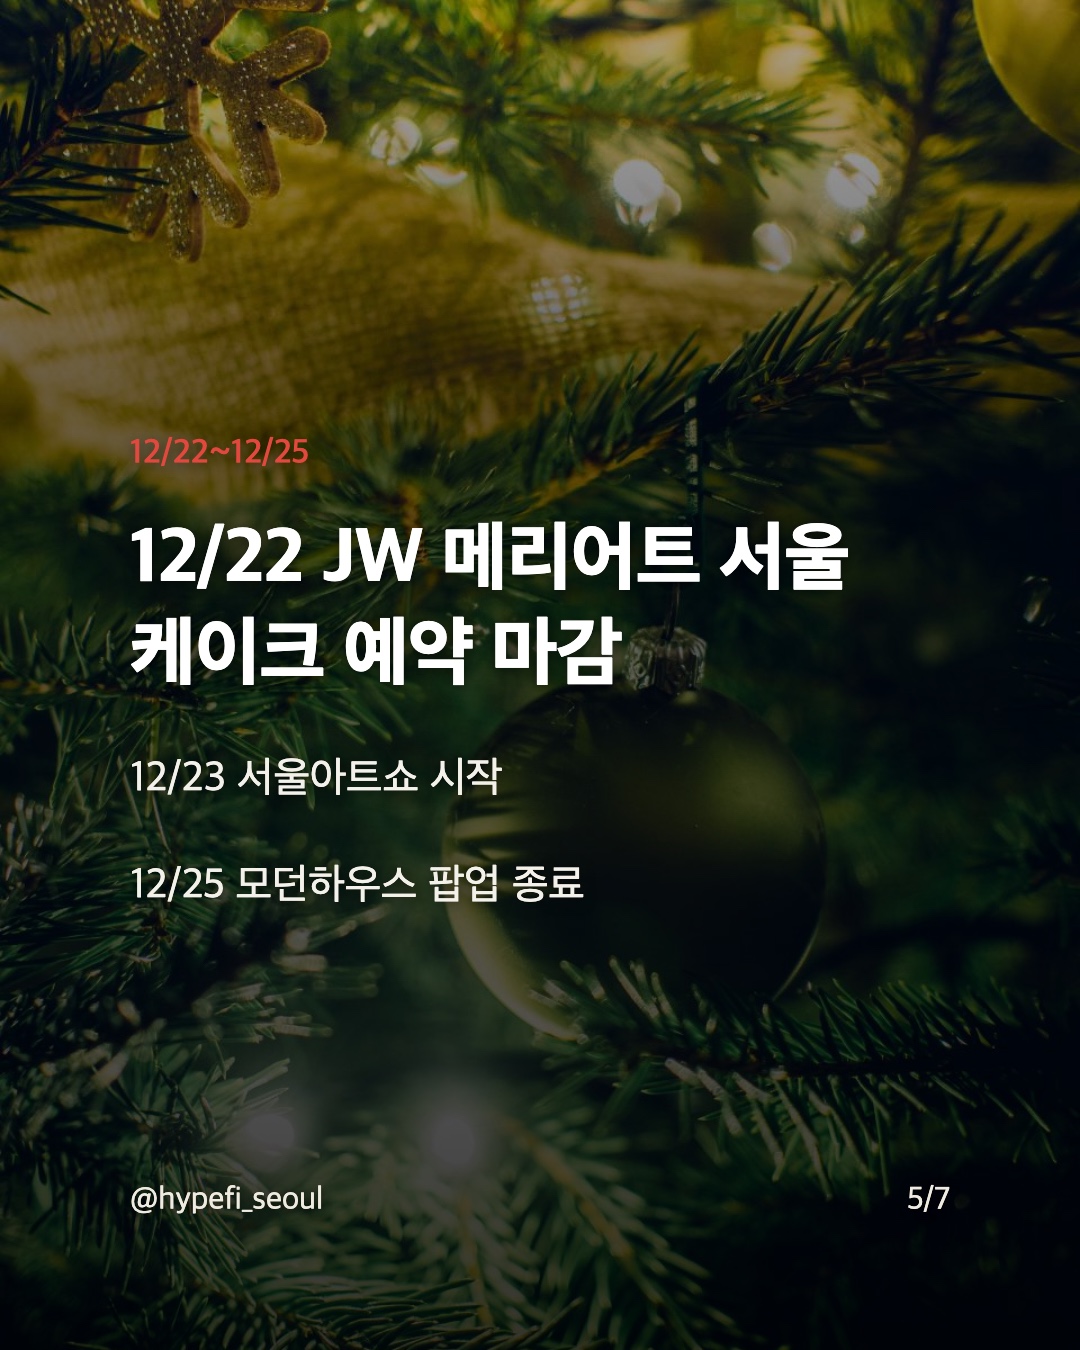 12/22~12/25
12/22 JW 메리어트 서울
케이크 예약 마감
12/23 서울아트쇼 시작
12/25 모던하우스 팝업 종료
@hypefi_seoul
5/7